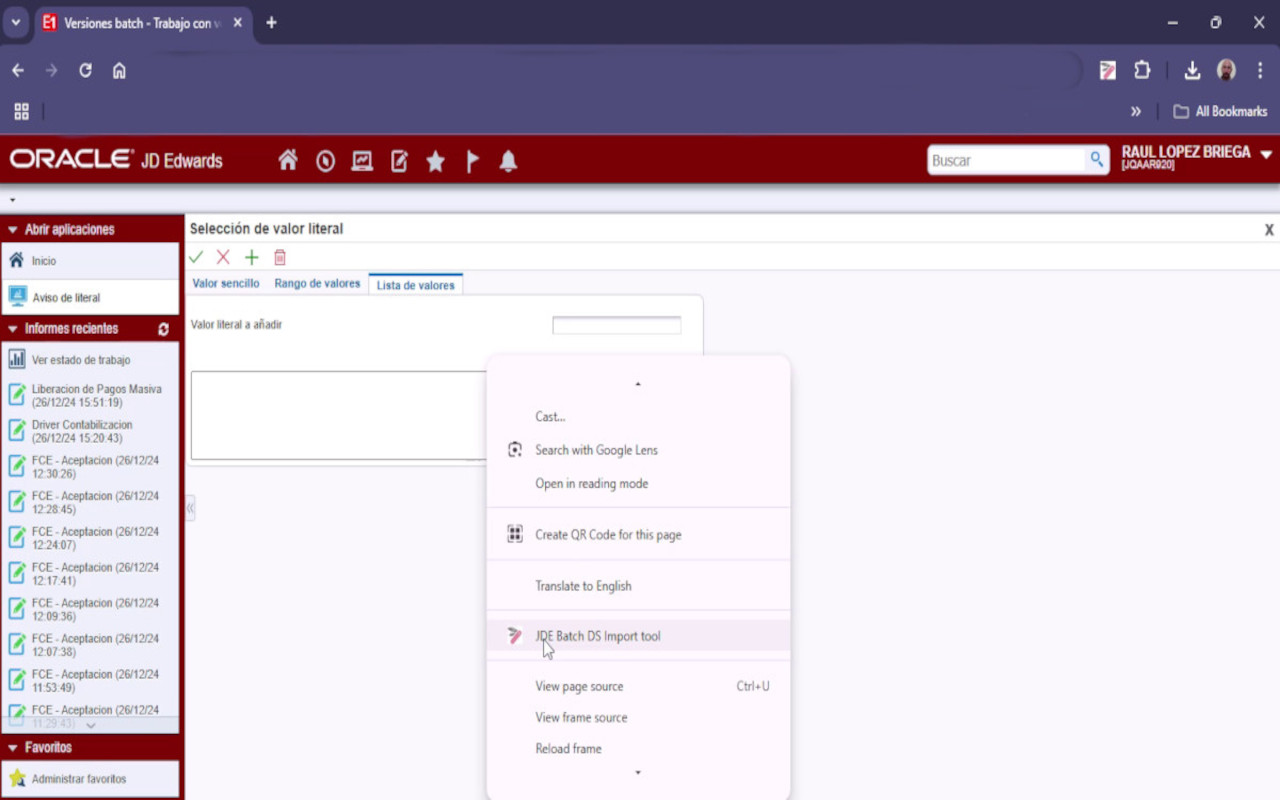 Versiones batch - Trabajo con v
All Bookmarks
ORACLE® JD Edwards
Buscar
RAUL LOPEZ BRIEGA
[JQAAR920]
Abrir aplicaciones
Inicio
Aviso de literal
Informes recientes
Ver estado de trabajo
Liberacion de Pagos Masiva
(26/12/24 15:51:19)
Driver Contabilizacion
(26/12/24 15:20:43)
FCE - Aceptacion (26/12/24
12:30:26)
FCE - Aceptacion (26/12/24
12:28:45)
FCE - Aceptacion (26/12/24
12:24:07)
FCE - Aceptacion (26/12/24
12:17:41)
FCE - Aceptacion (26/12/24
12:09:36)
FCE - Aceptacion (26/12/24
12:07:38)
FCE - Aceptacion (26/12/24
11:53:49)
FCE - Aceptacion (26/12/24
11:29:43)
Favoritos
Administrar favoritos
Selección de valor literal
X
Valor sencillo Rango de valores Lista de valores
Valor literal a añadir
Cast...
Search with Google Lens
Open in reading mode
Create QR Code for this page
Translate to English
JDE Batch DS Import tool
View page source Ctrl+U
View frame source
Reload frame